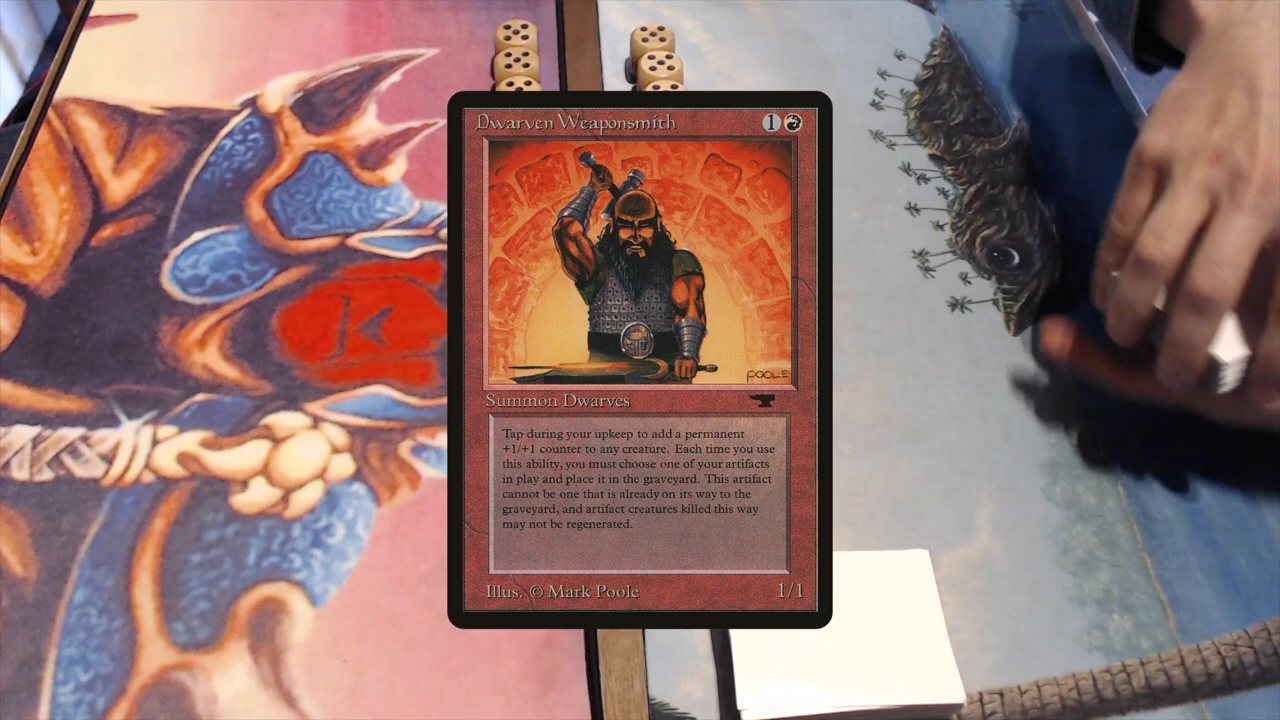 Dwarven Weaponsmith 1
POOLE
Summon Dwarves
Tap during your upkeep to add a permanent
+1/+1 counter to any creature. Each time you use
this ability, you must choose one of your artifacts
in play and place it in the graveyard. This artifact
cannot be one that is already on its way to the
graveyard, and artifact creatures killed this way
may not be regenerated.
Illus. © Mark Poole 1/1